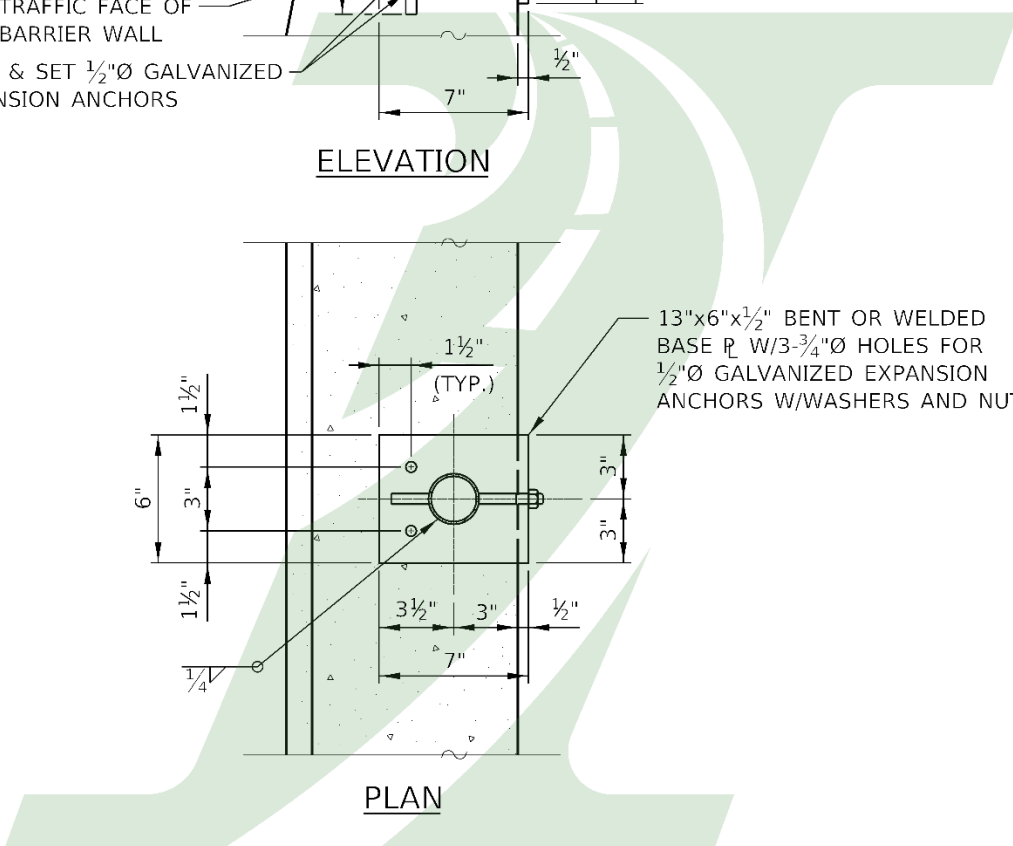 TRAFFIC FACE OF
BARRIER WALL
& SET ½"Ø GALVANIZED
ANCHORS
½"
7"
ELEVATION
13"x6"x½" BENT OR WELDED
BASE ℙL W/3-¾"Ø HOLES FOR
½"Ø GALVANIZED EXPANSION
ANCHORS W/WASHERS AND
1½"
(TYP.)
1½"
6"
3"
3"
3"
1½"
3½"
3"
½"
7"
¼
PLAN